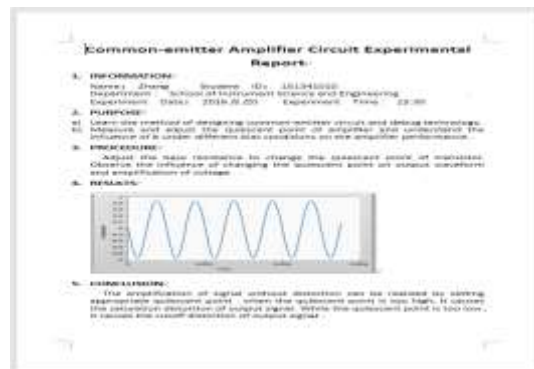 Common-emitter Amplifier Circuit Experimental
Report
1. INFORMATION:
Name: Zhang Student ID:
Department: School of Instrument Science and Engineering
Experiment Date: Experiment Time
2. PURPOSE:
a) Learn the method of designing common-emitter circuit and debug technology.
b) Measure and adjust the quiescent point of amplifier and understand the
influence of it under different bias conditions on the amplifier performance.
3. PROCEDURE:
Adjust the base resistance to change the quiescent point of transistor.
Observe the influence of changing the quiescent point on output waveform
and amplification of voltage.
4. RESULTS:
5. CONCLUSION:
The amplification of signal without distortion can be realized by setting
appropriate quiescent point. when the quiescent point is too high, it causes
the saturation distortion of output signal. While the quiescent point is too low,
it causes the cutoff distortion of output signal.